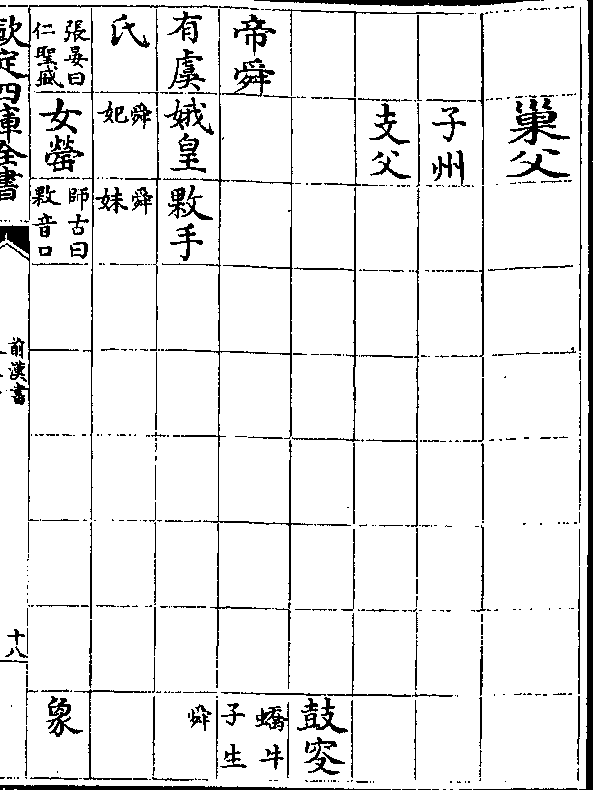 巢父
子州
支父
鼓叜
帝舜
蟜牛
子生
有虞
娥皇
敤手
舜
氏
舜
妃
舜
妹
張晏曰
仁聖盛
女罃
師古曰
敤音口
象
欽定四庫全書
前漢書
十八